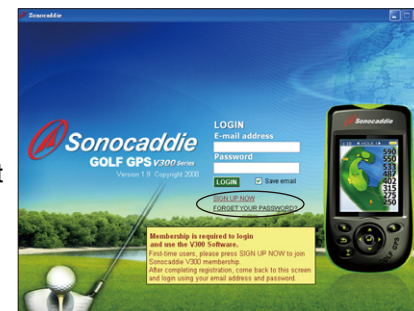 t
Sonocaddie
Sonocaddie
GOLF GPS V300 Series
Version 1.9 Copyright 2008
LOGIN
E-mail address
Password
LOGIN
Save email
SIGN UP NOW
FORGET YOUR PASSWORD?
Membership is required to login
and use the V300 Software.
First-time users, please press SIGN UP NOW to join
Sonocaddie V300 membership.
After completing registration, come back to this screen
and login using your email address and password.
Sonocaddie
HOLE
590
550
533
487
402
315
275
250
GPS